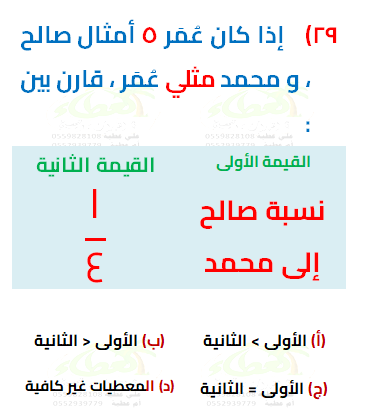 ٢٩) إذا كان عُمَر ٥ أمثال صالح
، و محمد مثلي عُمَر ، قارن بين
:
القيمة الأولى
القيمة الثانية
نسبة صالح
إلى محمد
١
٤
(أ) الأولى > الثانية
(ب) الأولى < الثانية
(ج) الأولى = الثانية
(د) المعطيات غير كافية